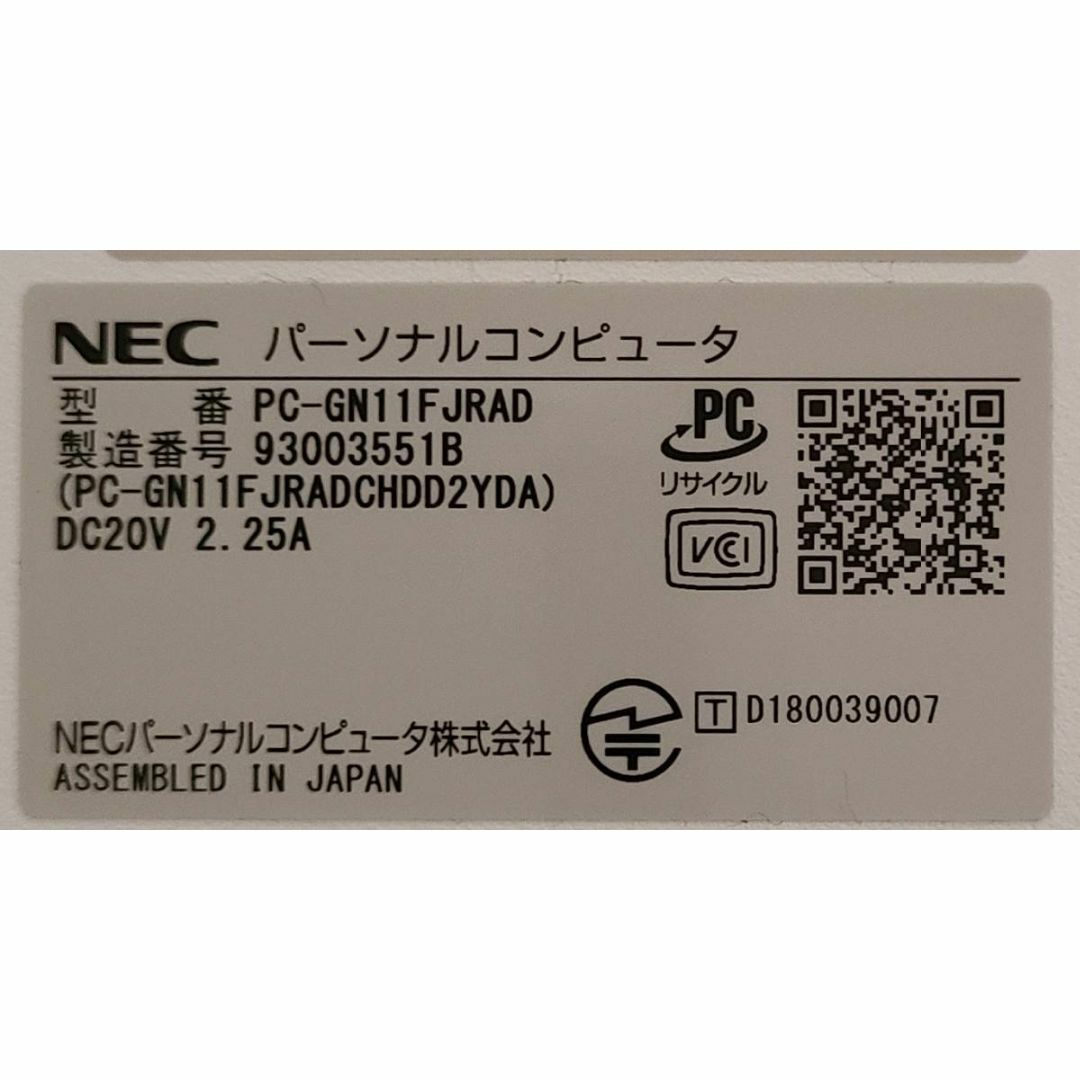 NEC パーソナルコンピュータ
型 番 PC-GN11FJRAD
製造番号 93003551B
(PC-GN11FJRADCHDD2YDA)
DC20V 2.25A
PC
リサイクル
VCCI
T D180039007
NECパーソナルコンピュータ株式会社
ASSEMBLED IN JAPAN